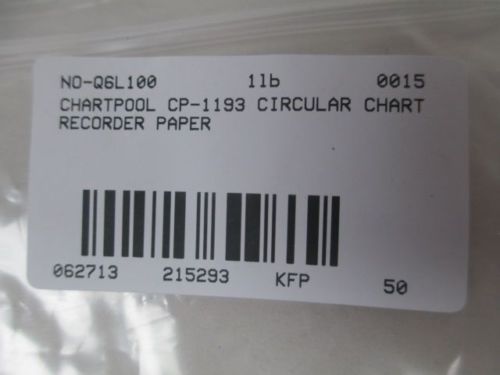 NO-Q6L100 1lb 0015
CHARTPOOL CP-1193 CIRCULAR CHART
RECORDER PAPER
062713 215293 KFP 50